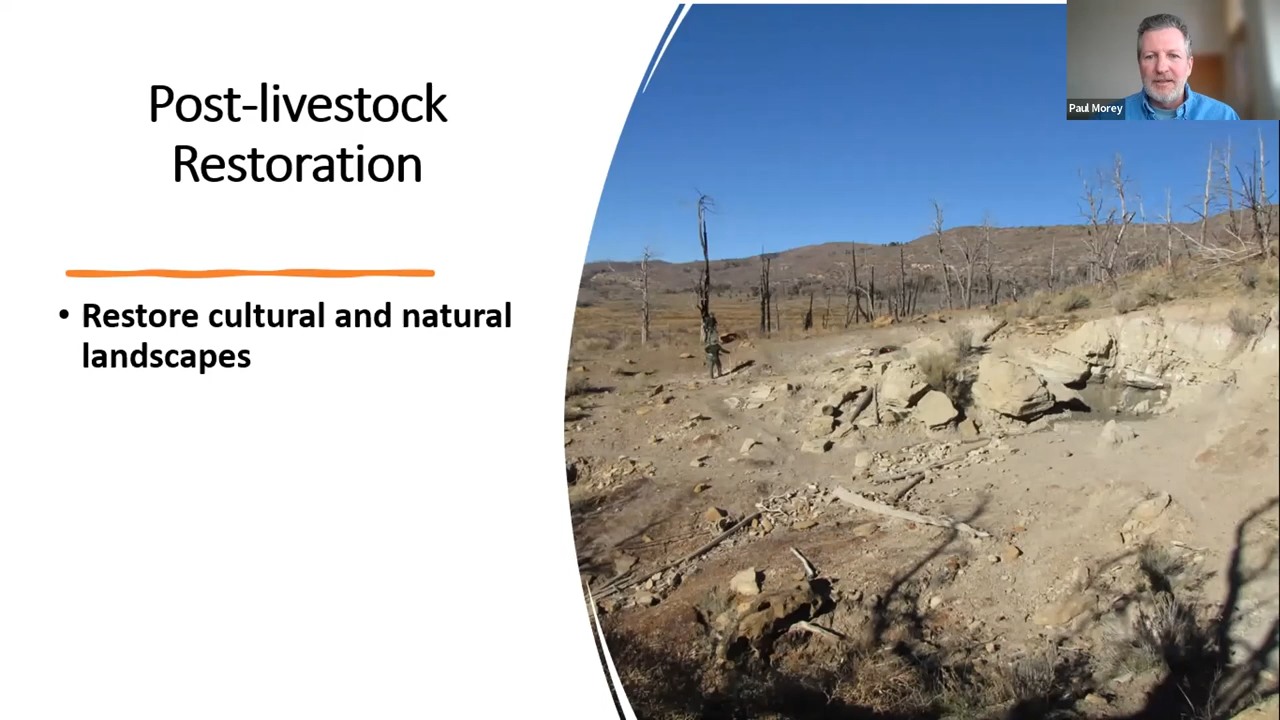 Post-livestock
Restoration
• Restore cultural and natural
landscapes
Paul Morey